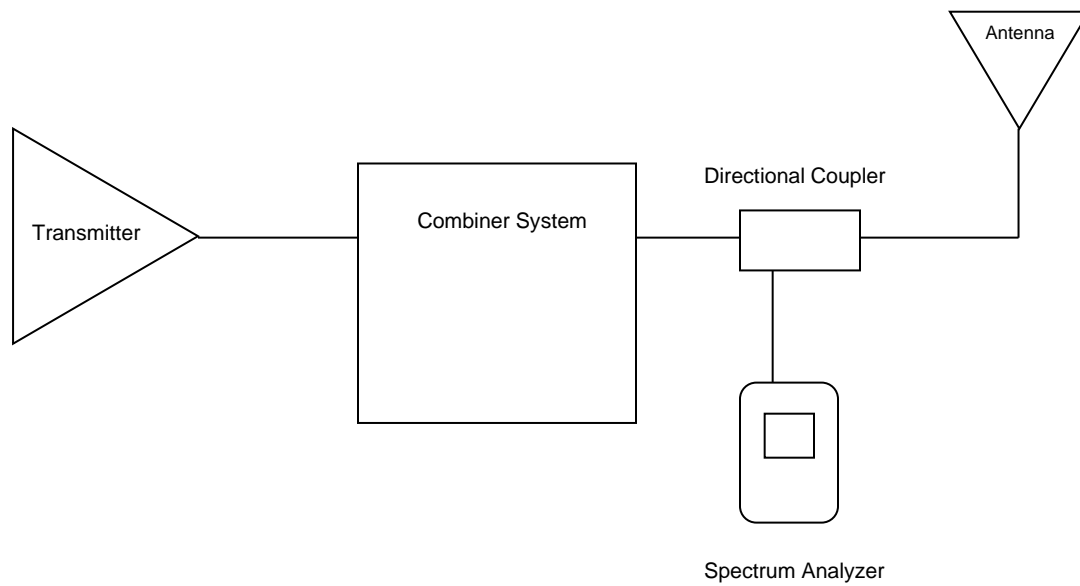 Antenna
Directional Coupler
Transmitter
Combiner System
Spectrum Analyzer